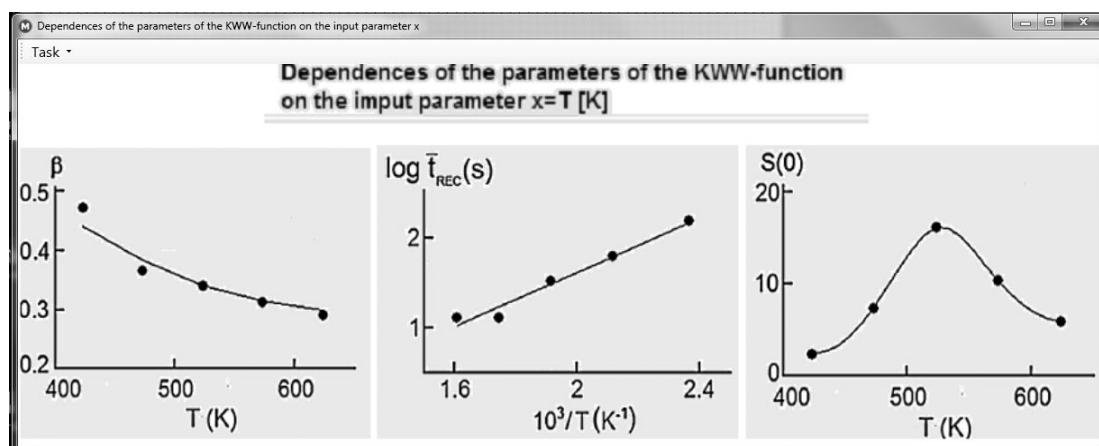 Dependences of the parameters of the KWW-function on the input parameter x
Task
Dependences of the parameters of the KWW-function
on the imput parameter x=T [K]
β
0.5
0.4
0.3
0.2
400
500
600
T (K)
log t̅REC(s)
2
1
1.6
2
2.4
10³/T (K⁻¹)
S(0)
20
10
0
400
500
600
T (K)